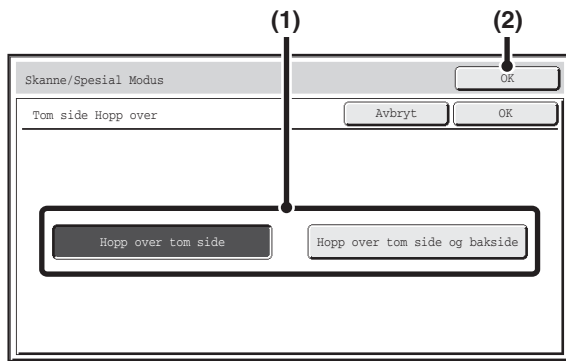 (1) (2)
Skanne/Spesial Modus OK
Tom side Hopp over Avbryt OK
Hopp over tom side Hopp over tom side og bakside